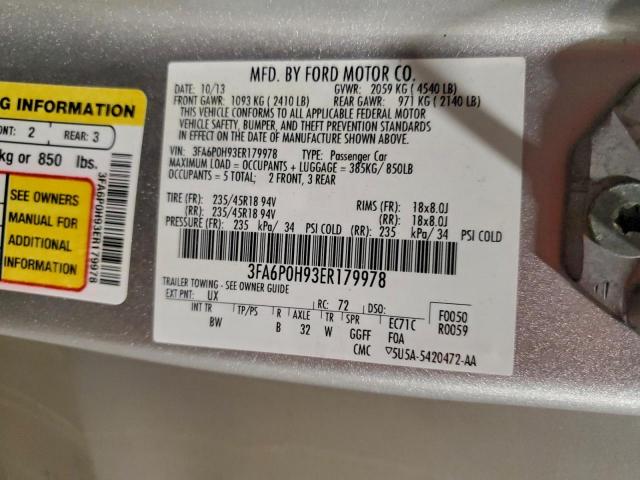 G INFORMATION
ONT: 2 REAR: 3
kg or 850 lbs.
SEE OWNERS
MANUAL FOR
ADDITIONAL
INFORMATION
3FA6P0H93ER179978
MFD. BY FORD MOTOR CO.
DATE: 10/13 GVWR: 2059 KG ( 4540 LB)
FRONT GAWR: 1093 KG ( 2410 LB) REAR GAWR: 971 KG ( 2140 LB)
THIS VEHICLE CONFORMS TO ALL APPLICABLE FEDERAL MOTOR
VEHICLE SAFETY, BUMPER, AND THEFT PREVENTION STANDARDS
IN EFFECT ON THE DATE OF MANUFACTURE SHOWN ABOVE.
VIN: 3FA6P0H93ER179978 TYPE: Passenger Car
MAXIMUM LOAD = OCCUPANTS + LUGGAGE = 385KG/ 850LB
OCCUPANTS = 5 TOTAL; 2 FRONT, 3 REAR
TIRE (FR): 235/45R18 94V RIMS (FR): 18x8.0J
(RR): 235/45R18 94V (RR): 18x8.0J
PRESSURE (FR): 235 kPa/ 34 PSI COLD (RR): 235 kPa/ 34 PSI COLD
3FA6P0H93ER179978
TRAILER TOWING - SEE OWNER GUIDE
EXT PNT: UX RC: 72 DSO: F0050
INT TR TP/PS R AXLE TR SPR EC71C R0059
BW B 32 W GGFF F0A
CMC ▽5U5A-5420472-AA